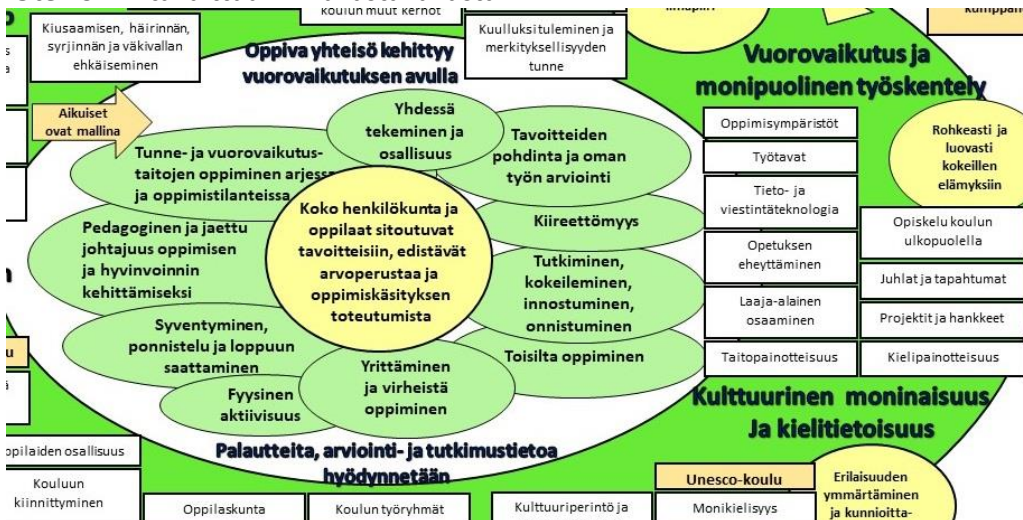 koulun muut kerhot
Kiusaamisen, häirinnän,
syrjinnän ja väkivallan
ehkäiseminen
Kuulluksi tuleminen ja
merkityksellisyyden
tunne
Oppiva yhteisö kehittyy
vuorovaikutuksen avulla
Vuorovaikutus ja
monipuolinen työskentely
Aikuiset
ovat mallina
Yhdessä
tekeminen ja
osallisuus
Tunne- ja vuorovaikutus-
taitojen oppiminen arjessa
ja oppimistilanteissa
Tavoitteiden
pohdinta ja oman
työn arviointi
Pedagoginen ja jaettu
johtajuus oppimisen
ja hyvinvoinnin
kehittämiseksi
Koko henkilökunta ja
oppilaat sitoutuvat
tavoitteisiin, edistävät
arvoperustaa ja
oppimiskäsityksen
toteutumista
Kiireettömyys
Tutkiminen,
kokeileminen,
innostuminen,
onnistuminen
Syventyminen,
ponnistelu ja loppuun
saattaminen
Toisilta oppiminen
Fyysinen
aktiivisuus
Yrittäminen
ja virheistä
oppiminen
Palautteita, arviointi- ja tutkimustietoa
hyödynnetään
Oppimisympäristöt
Työtavat
Tieto- ja
viestintäteknologia
Opetuksen
eheyttäminen
Laaja-alainen
osaaminen
Taitopainotteisuus
Rohkeasti ja
luovasti
kokeillen
elämyksiin
Opiskelu koulun
ulkopuolella
Juhlat ja tapahtumat
Projektit ja hankkeet
Kielipainotteisuus
Kulttuurinen moninaisuus
Ja kielitietoisuus
Kouluun
kiinnittyminen
Oppilaskunta
Koulun työryhmät
Kulttuuriperintö ja
Unesco-koulu
Monikielisyys
Erilaisuuden
ymmärtäminen
ja kunnioitta-